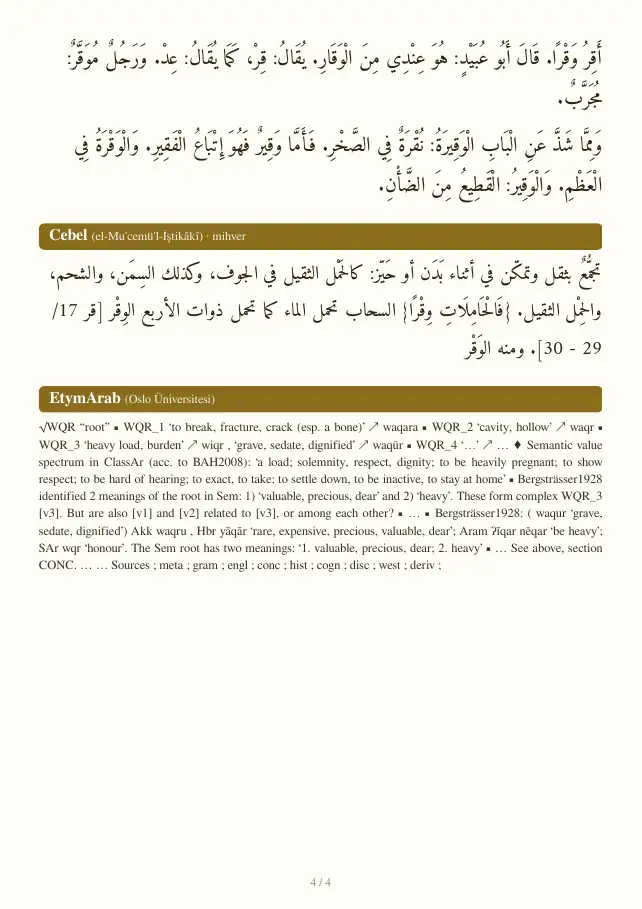 أَقِرُ وَقْرًا. قَالَ أَبُو عُبَيْدٍ: هُوَ عِنْدِي مِنَ الْوَقَارِ. يُقَالُ: قِرْ، كَمَا يُقَالُ: عِدْ. وَرَجُلٌ مُوَقَّرٌ:
مُجَرَّبٌ.
وَمِمَّا شَذَّ عَنِ الْبَابِ الْوَقِيرَةُ: نُقْرَةٌ فِي الصَّخْرِ. فَأَمَّا وَقِيرٌ فَهُوَ إِتْبَاعُ الْفَقِيرِ. وَالْوَقْرَةُ فِي
الْعَظْمِ. وَالْوَقِيرُ: الْقَطِيعُ مِنَ الضَّأْنِ.
Cebel (el-Mu'cemü'l-İştikâkî) · mihver
تجمُّعٌ بثقل وتمكّن في أثناء بَدَن أو حَيّز: كالحَمْل الثقيل في الجوف، وكذلك السِمَن، والشحم،
والحِمْل الثقيل. {فَالْحَامِلَاتِ وِقْرًا} السحاب تحمل الماء كما تحمل ذوات الأربع الوِقْر [قر 17/
29 - 30]. ومنه الوَقْر
EtymArab (Oslo Üniversitesi)
√WQR “root” ▪ WQR_1 ‘to break, fracture, crack (esp. a bone)’ ↗ waqara ▪ WQR_2 ‘cavity, hollow’ ↗ waqr ▪
WQR_3 ‘heavy load, burden’ ↗ wiqr , ‘grave, sedate, dignified’ ↗ waqūr ▪ WQR_4 ‘…’ ↗ … ♦ Semantic value
spectrum in ClassAr (acc. to BAH2008): ‘a load; solemnity, respect, dignity; to be heavily pregnant; to show
respect; to be hard of hearing; to exact, to take; to settle down, to be inactive, to stay at home’ ▪ Bergsträsser1928
identified 2 meanings of the root in Sem: 1) ‘valuable, precious, dear’ and 2) ‘heavy’. These form complex WQR_3
[v3]. But are also [v1] and [v2] related to [v3], or among each other? ▪ … ▪ Bergsträsser1928: ( waqur ‘grave,
sedate, dignified’) Akk waqru , Hbr yāqār ‘rare, expensive, precious, valuable, dear’; Aram ʔīqar nēqar ‘be heavy’;
SAr wqr ‘honour’. The Sem root has two meanings: ‘1. valuable, precious, dear; 2. heavy’ ▪ … See above, section
CONC. … … Sources ; meta ; gram ; engl ; conc ; hist ; cogn ; disc ; west ; deriv ;
4 / 4